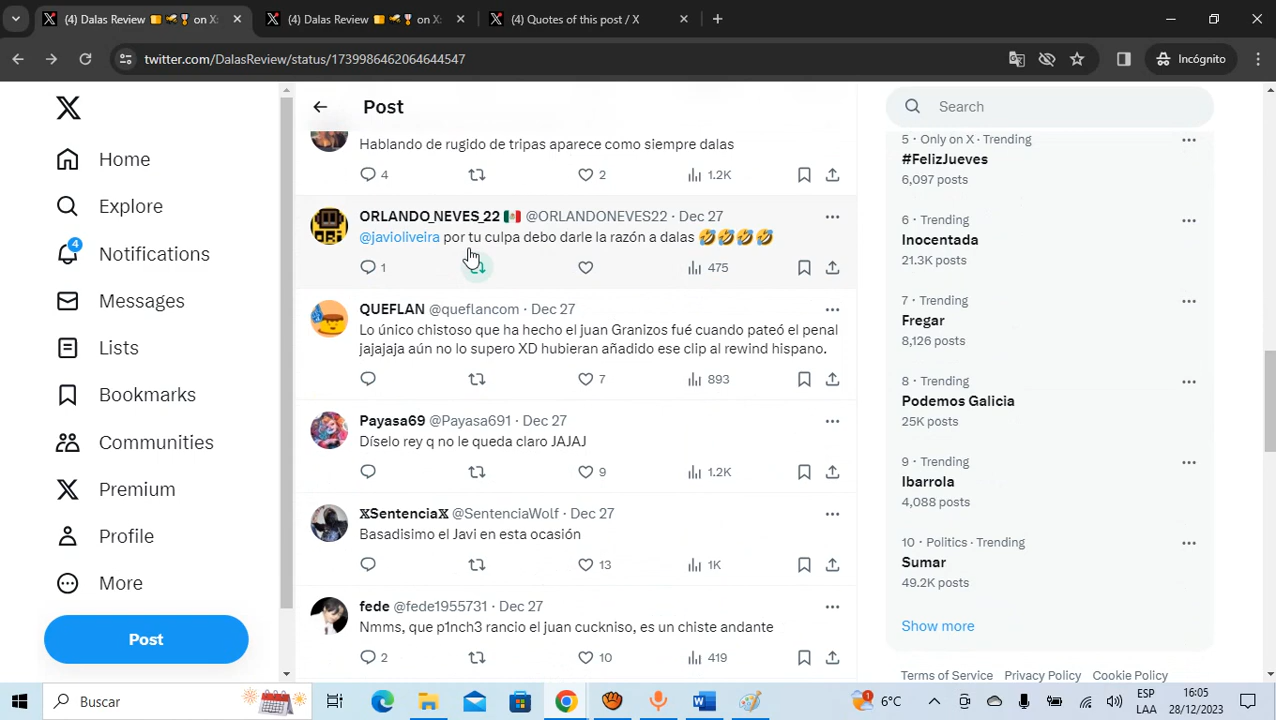 (4) Dalas Review on X:
(4) Dalas Review on X:
(4) Quotes of this post / X
twitter.com/DalasReview/status/1739986462064644547
Incógnito
Home
Explore
4
Notifications
Messages
Lists
Bookmarks
Communities
Premium
Profile
More
Post
Post
Hablando de rugido de tripas aparece como siempre dalas
4 2 1.2K
ORLANDO_NEVES_22 🇲🇽 @ORLANDONEVES22 · Dec 27
@javioliveira por tu culpa debo darle la razón a dalas 🤣🤣🤣🤣
1 475
QUEFLAN @queflancom · Dec 27
Lo único chistoso que ha hecho el juan Granizos fué cuando pateó el penal
jajajaja aún no lo supero XD hubieran añadido ese clip al rewind hispano.
7 893
Payasa69 @Payasa691 · Dec 27
Díselo rey q no le queda claro JAJAJ
9 1.2K
𝕏Sentencia𝕏 @SentenciaWolf · Dec 27
Basadisimo el Javi en esta ocasión
13 1K
fede @fede1955731 · Dec 27
Nmms, que p1nch3 rancio el juan cuckniso, es un chiste andante
2 10 419
Search
5 · Only on X · Trending
#FelizJueves
6,097 posts
6 · Trending
Inocentada
21.3K posts
7 · Trending
Fregar
8,126 posts
8 · Trending
Podemos Galicia
25K posts
9 · Trending
Ibarrola
4,088 posts
10 · Politics · Trending
Sumar
49.2K posts
Show more
Terms of Service Privacy Policy Cookie Policy
Buscar
1
6°C
ESP
LAA
16:05
28/12/2023